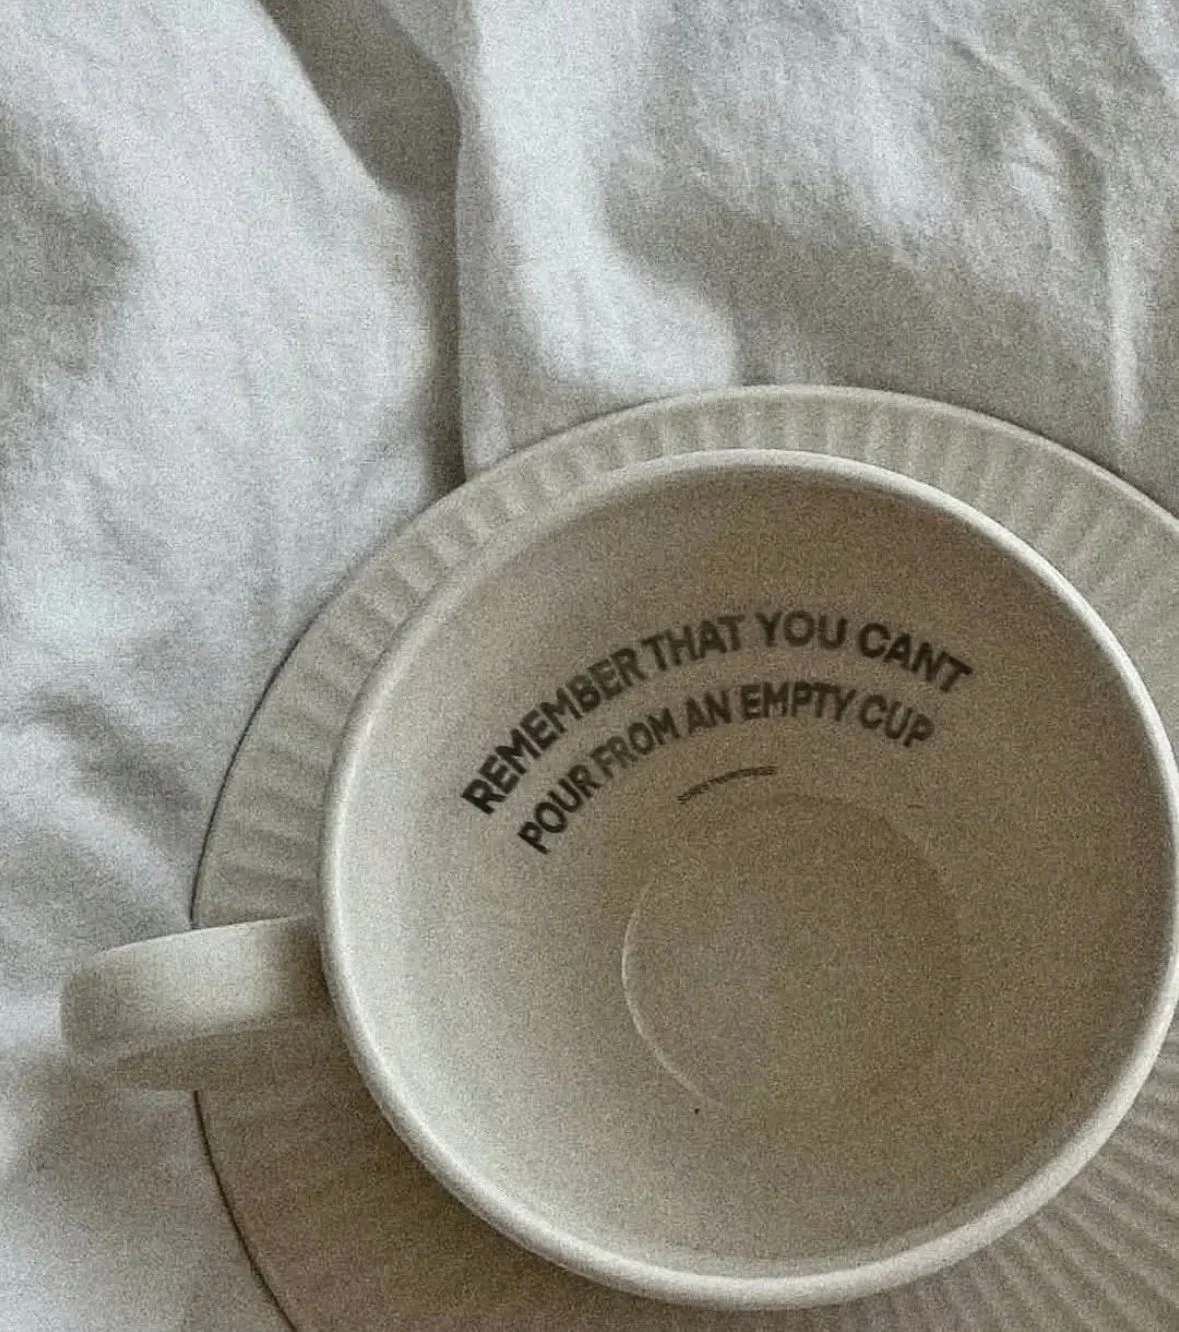 REMEMBER THAT YOU CANT
POUR FROM AN EMPTY CUP